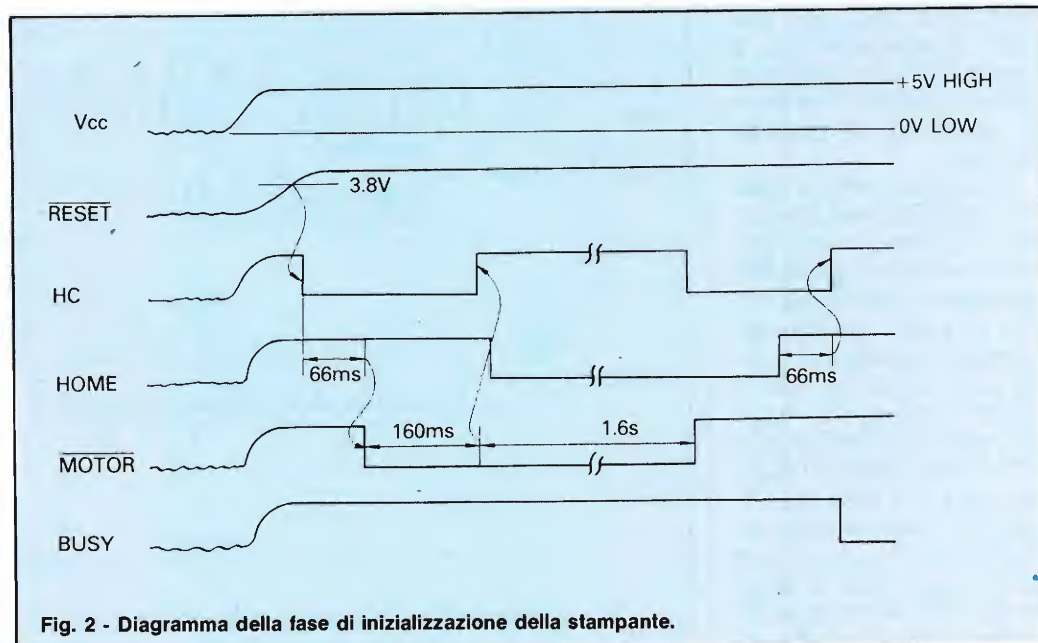 +5V HIGH
Vcc
0V LOW
3.8V
RESET
HC
HOME
66ms
66ms
160ms
1.6s
MOTOR
BUSY
Fig. 2 - Diagramma della fase di inizializzazione della stampante.